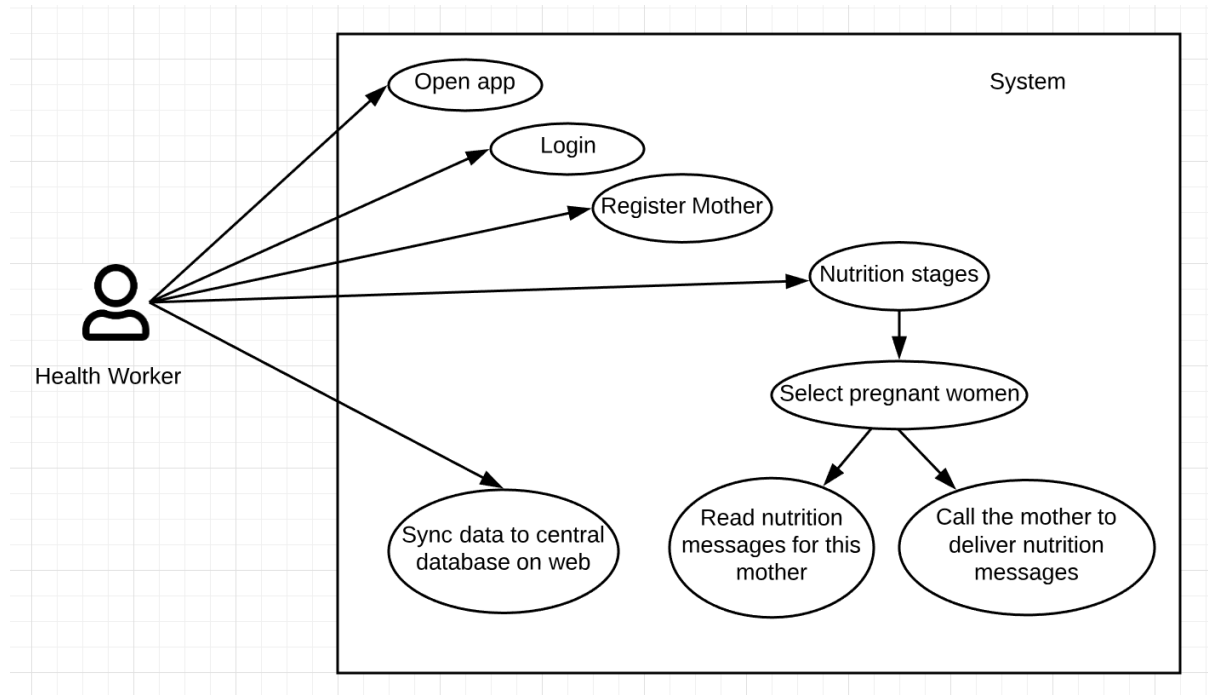 Open app
System
Login
Register Mother
Nutrition stages
Health Worker
Select pregnant women
Sync data to central
database on web
Read nutrition
messages for this
mother
Call the mother to
deliver nutrition
messages